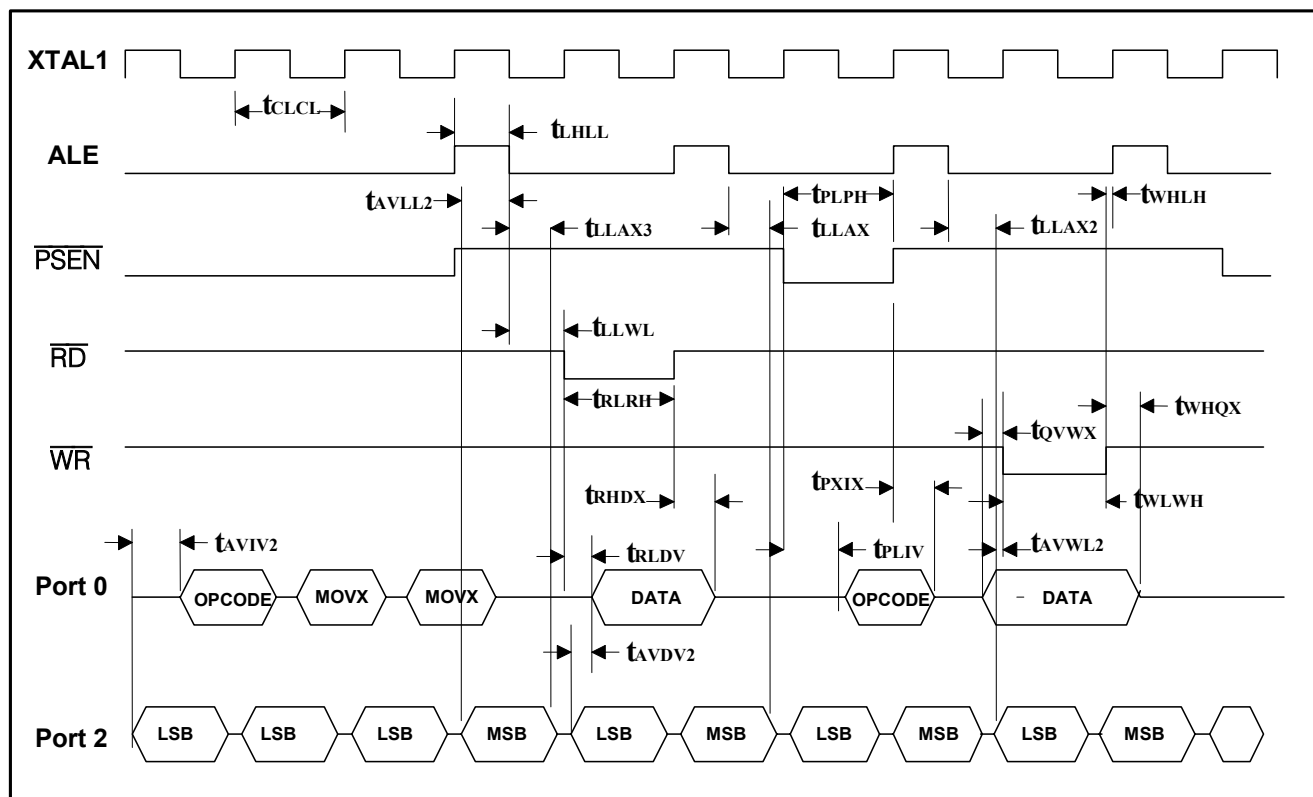 XTAL1
tCLCL
tLHLL
ALE
tAVLL2 tPLPH tWHLH
tLLAX3 tLLAX tLLAX2
PSEN
tLLWL
RD
tRLRH tWHQX
tQVWX
WR
tRHDX tPXIX tWLWH
tAVIV2 tRLDV tPLIV tAVWL2
Port 0 OPCODE MOVX MOVX DATA OPCODE DATA
tAVDV2
Port 2 LSB LSB LSB MSB LSB MSB LSB MSB LSB MSB